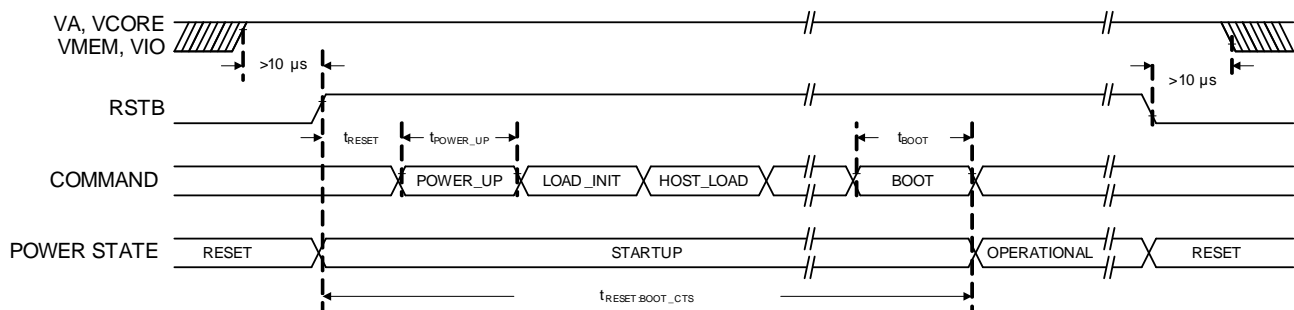 VA, VCORE
VMEM, VIO
>10 µs
>10 µs
RSTB
tRESET
tPOWER_UP
tBOOT
COMMAND
POWER_UP
LOAD_INIT
HOST_LOAD
BOOT
POWER STATE
RESET
STARTUP
OPERATIONAL
RESET
tRESET:BOOT_CTS